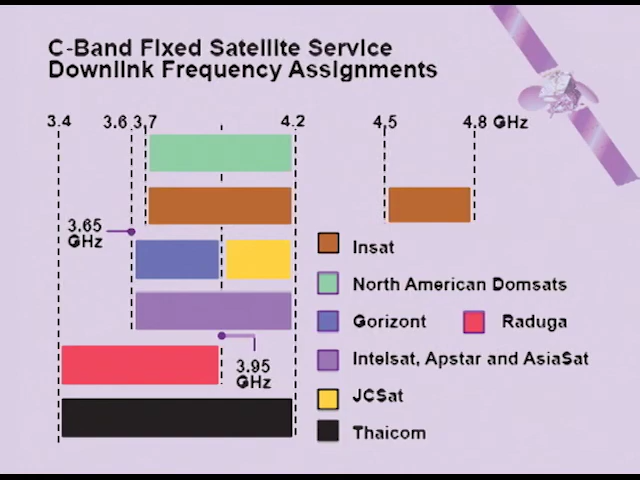 C-Band Fixed Satellite Service
Downlink Frequency Assignments
3.4 3.6 3.7 4.2 4.5 4.8 GHz
3.65
GHz
Insat
North American Domsats
Gorizont Raduga
Intelsat, Apstar and AsiaSat
3.95
GHz
JCSat
Thaicom